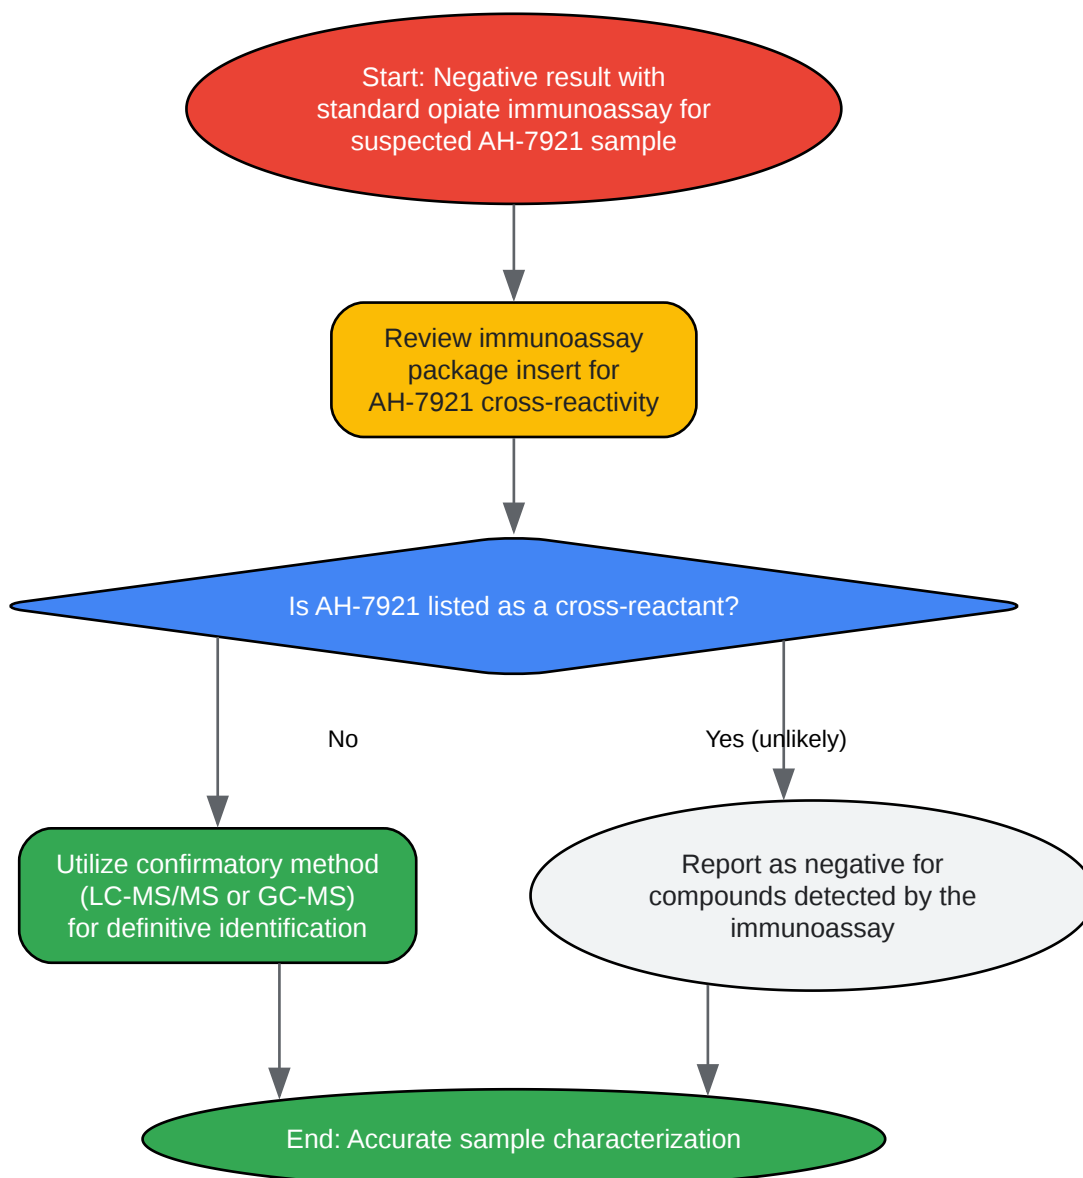 Start: Negative result with
standard opiate immunoassay for
suspected AH-7921 sample
Review immunoassay
package insert for
AH-7921 cross-reactivity
Is AH-7921 listed as a cross-reactant?
No
Yes (unlikely)
Utilize confirmatory method
(LC-MS/MS or GC-MS)
for definitive identification
Report as negative for
compounds detected by the
immunoassay
End: Accurate sample characterization